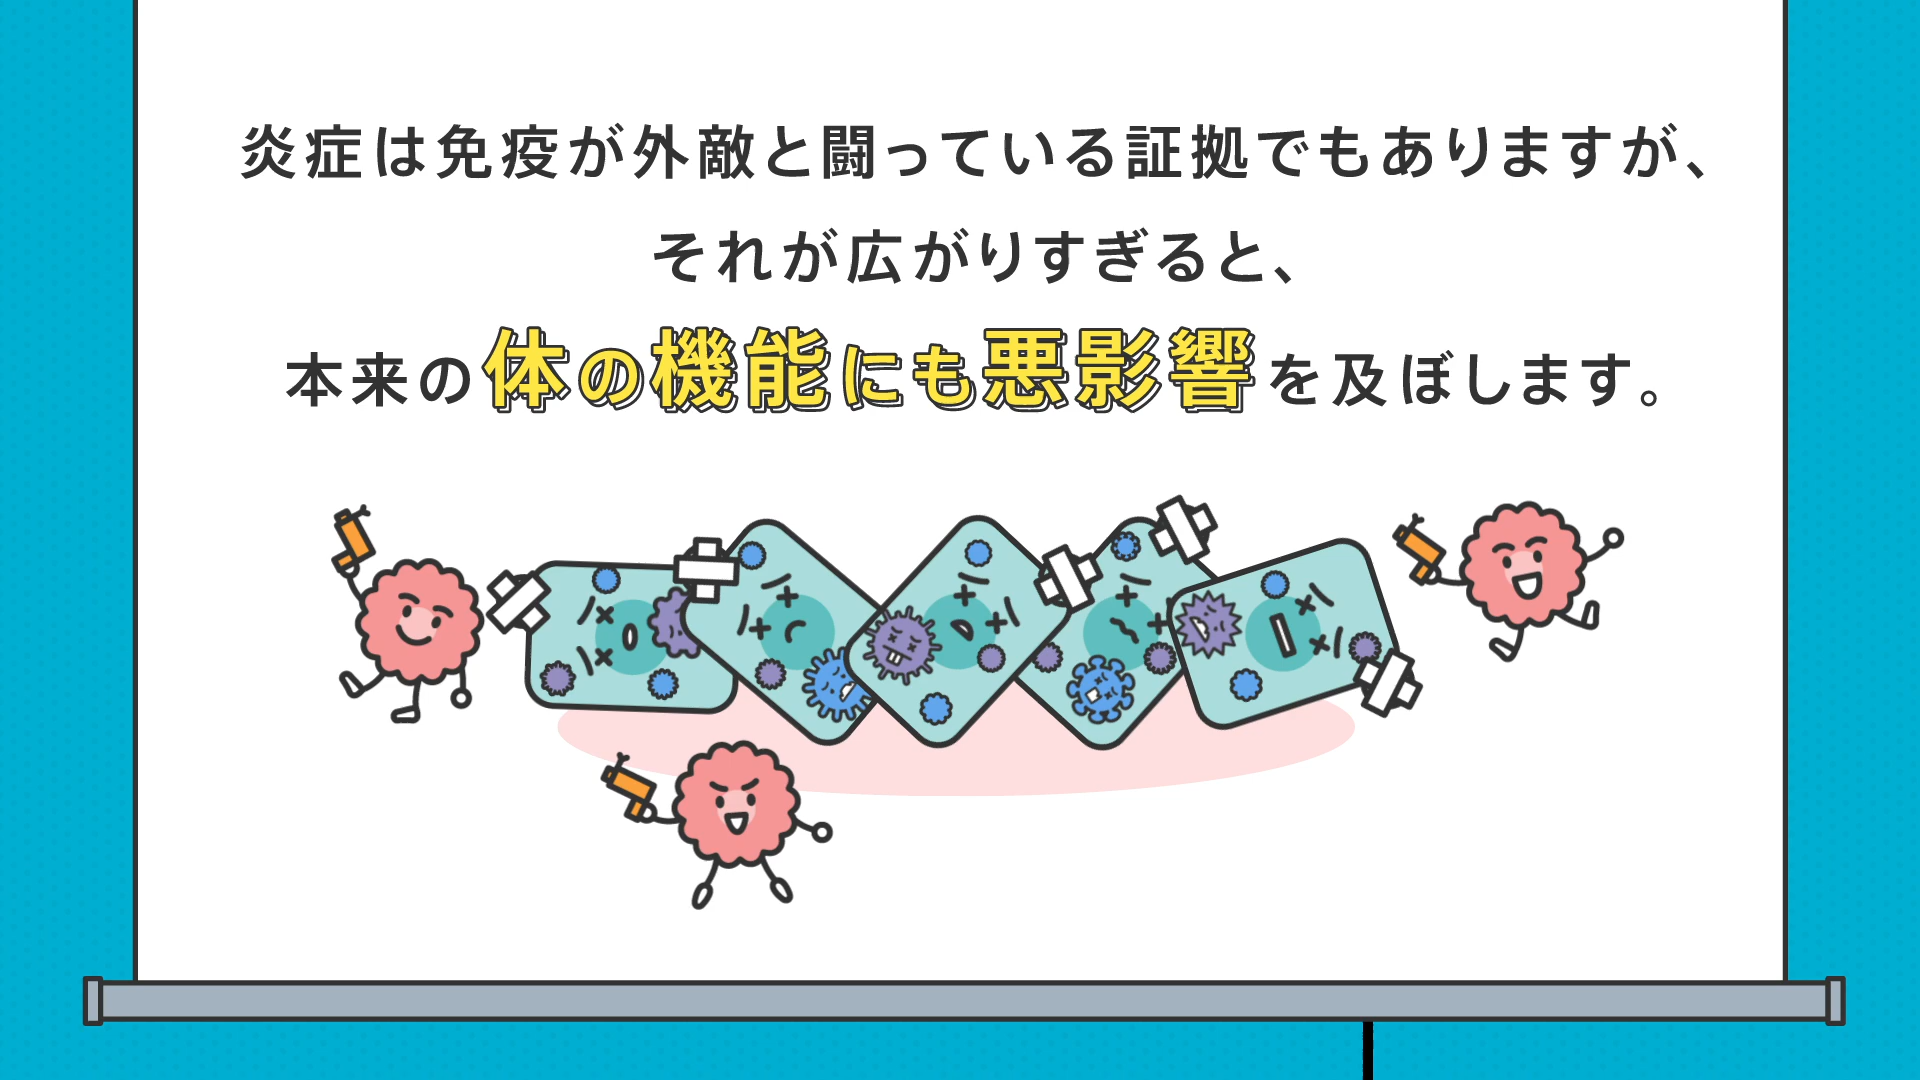 炎症は免疫が外敵と闘っている証拠でもありますが、
それが広がりすぎると、
本来の体の機能にも悪影響を及ぼします。